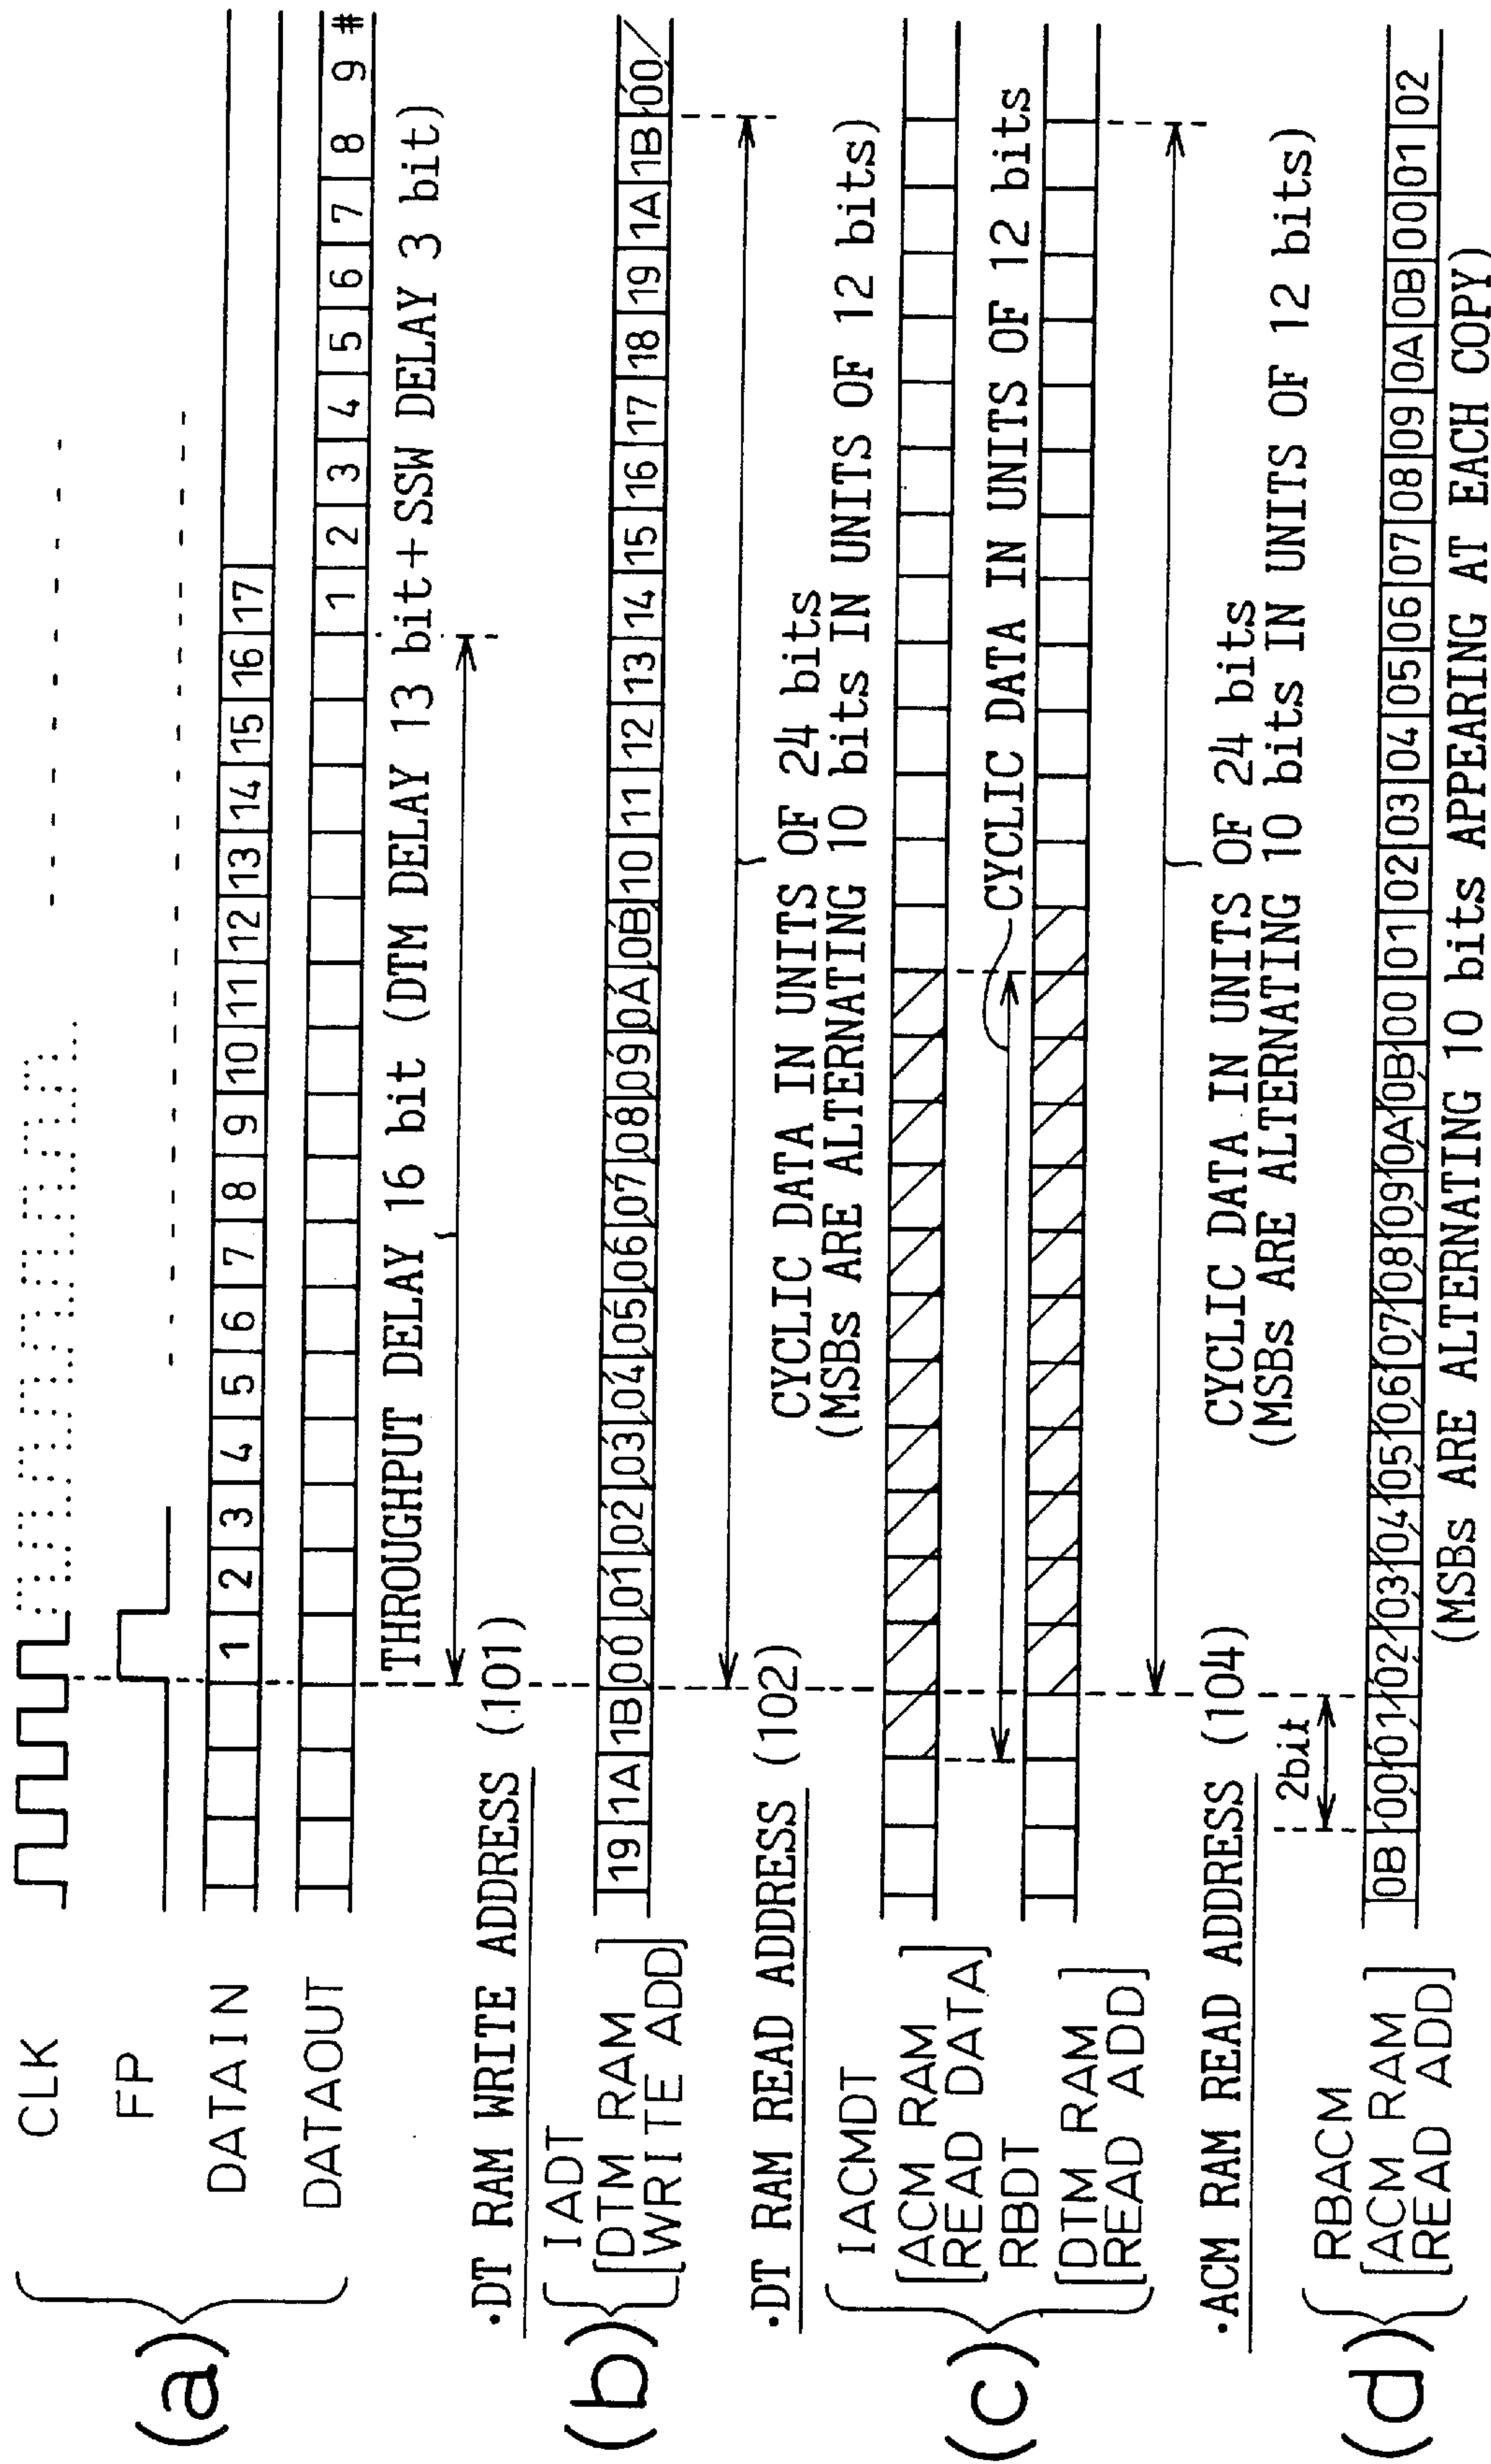 (a)
CLK
FP
DATAIN
1 2 3 4 5 6 7 8 9 10 11 12 13 14 15 16 17
DATAOUT
1 2 3 4 5 6 7 8 9 #
THROUGHPUT DELAY 16 bit (DTM DELAY 13 bit+SSW DELAY 3 bit)
·DT RAM WRITE ADDRESS (101)
(b)
IADT
[DTM RAM
WRITE ADD]
19 1A 1B 00 01 02 03 04 05 06 07 08 09 0A 0B 10 11 12 13 14 15 16 17 18 19 1A 1B 00
CYCLIC DATA IN UNITS OF 24 bits
(MSBs ARE ALTERNATING 10 bits IN UNITS OF 12 bits)
·DT RAM READ ADDRESS (102)
(c)
IACMDT
[ACM RAM
READ DATA]
CYCLIC DATA IN UNITS OF 12 bits
RBDT
[DTM RAM
READ ADD]
CYCLIC DATA IN UNITS OF 24 bits
(MSBs ARE ALTERNATING 10 bits IN UNITS OF 12 bits)
·ACM RAM READ ADDRESS (104)
2bit
(d)
RBACM
[ACM RAM
READ ADD]
0B 00 01 02 03 04 05 06 07 08 09 0A 0B 00 01 02 03 04 05 06 07 08 09 0A 0B 00 01 02
(MSBs ARE ALTERNATING 10 bits APPEARING AT EACH COPY)